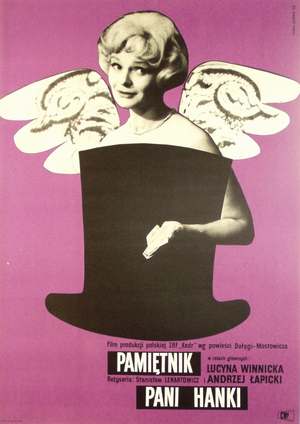 Film produkcji polskiej ZRF „Kadr" wg powieści Dołęgi-Mostowicza
PAMIĘTNIK
w rolach głównych:
LUCYNA WINNICKA
Reżyseria: Stanisław LENARTOWICZ i ANDRZEJ ŁAPICKI
PANI HANKI